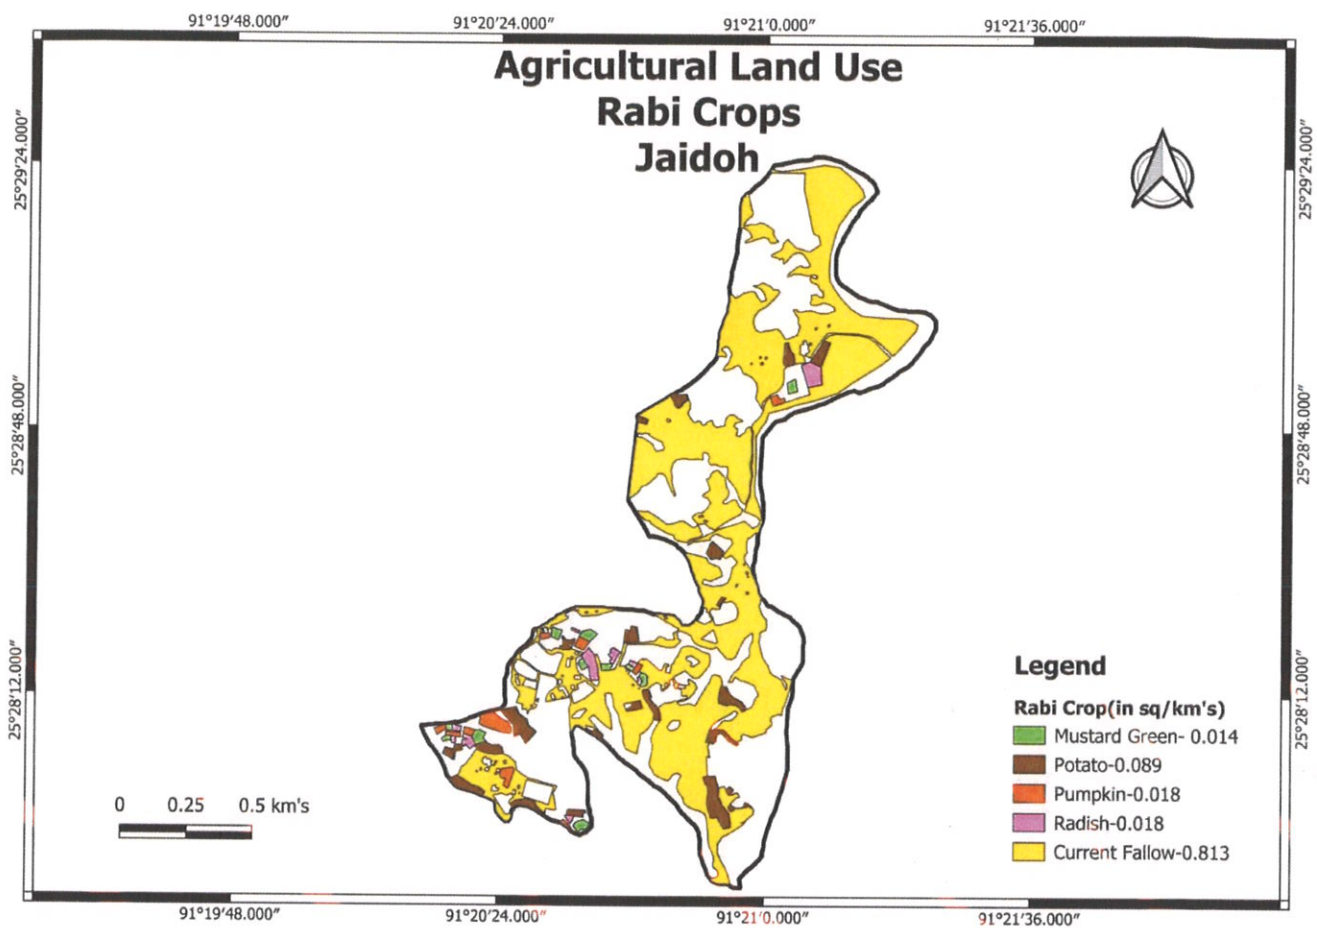 91°19'48.000" 91°20'24.000" 91°21'0.000" 91°21'36.000"
Agricultural Land Use
Rabi Crops
Jaidoh
25°29'24.000"
25°29'24.000"
25°28'48.000"
25°28'48.000"
25°28'12.000"
25°28'12.000"
Legend
Rabi Crop(in sq/km's)
Mustard Green- 0.014
Potato-0.089
Pumpkin-0.018
Radish-0.018
Current Fallow-0.813
0 0.25 0.5 km's
91°19'48.000" 91°20'24.000" 91°21'0.000" 91°21'36.000"